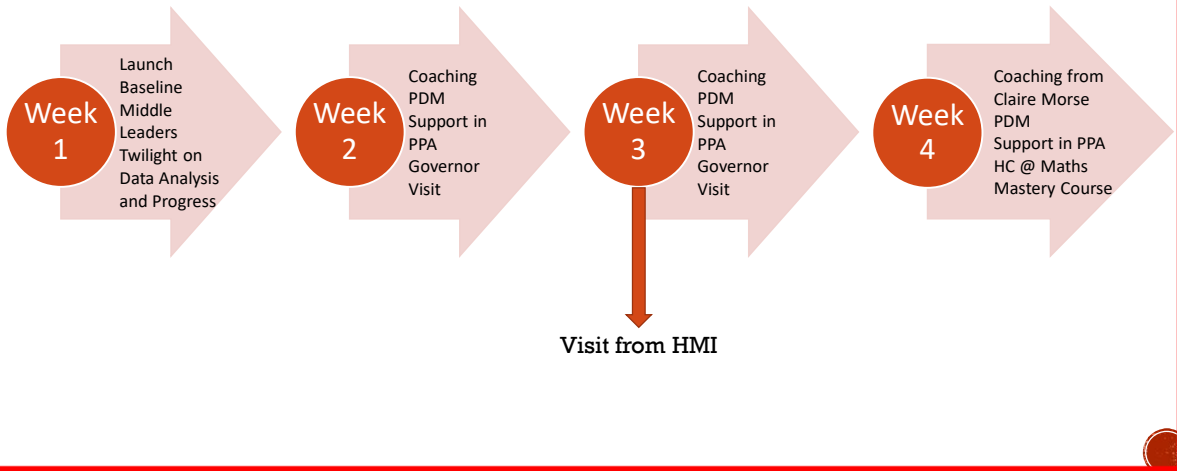 Week
1
Launch
Baseline
Middle
Leaders
Twilight on
Data Analysis
and Progress
Week
2
Coaching
PDM
Support in
PPA
Governor
Visit
Week
3
Coaching
PDM
Support in
PPA
Governor
Visit
Week
4
Coaching from
Claire Morse
PDM
Support in PPA
HC @ Maths
Mastery Course
Visit from HMI